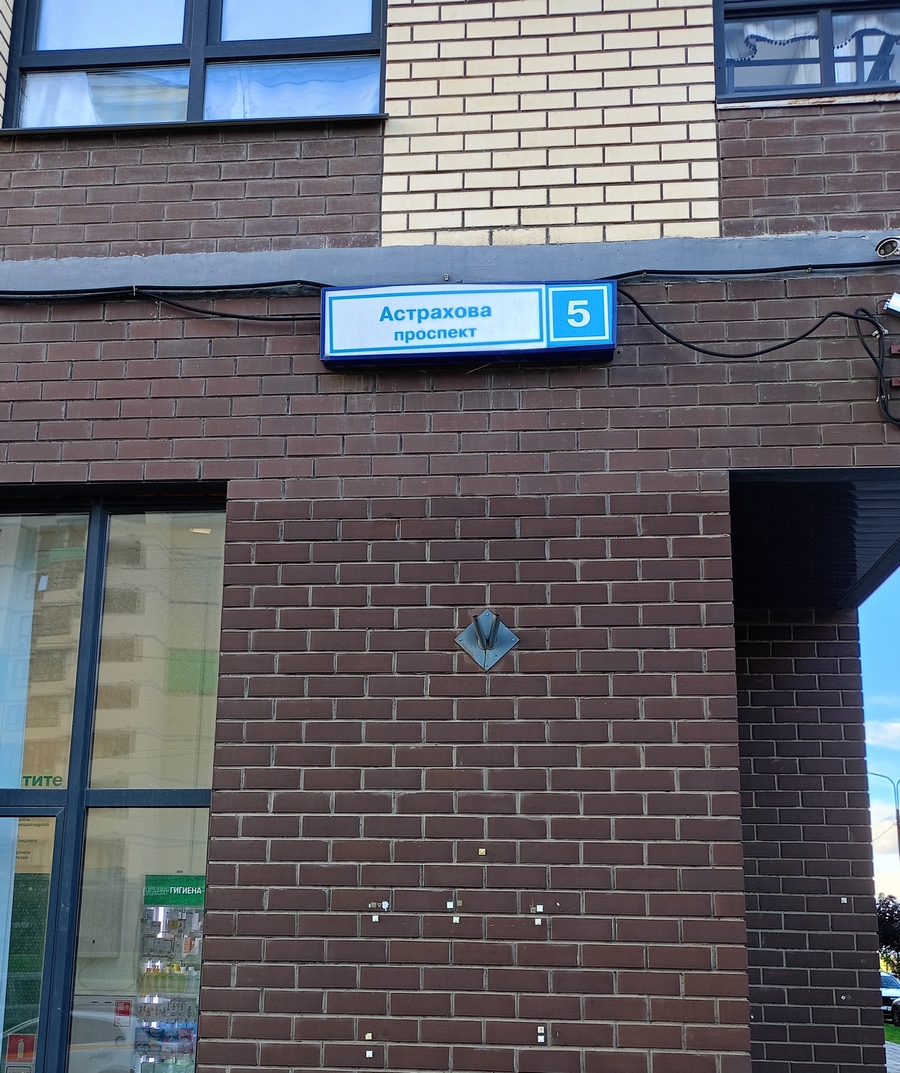 Астрахова
проспект
5
тите
ГИГИЕНА